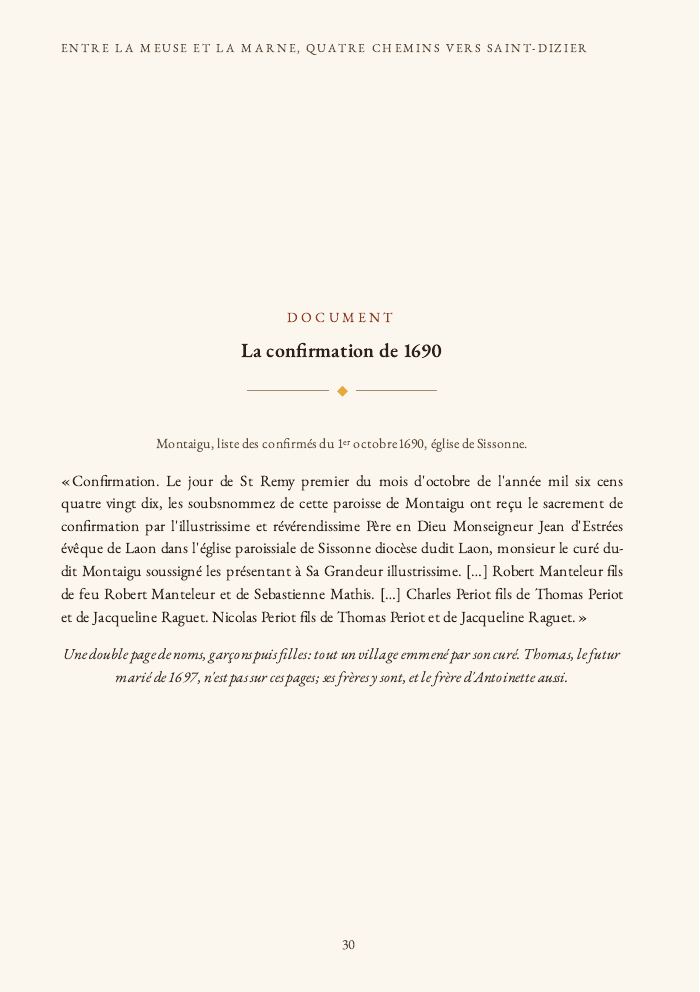 ENTRE LA MEUSE ET LA MARNE, QUATRE CHEMINS VERS SAINT-DIZIER
DOCUMENT
La confirmation de 1690
Montaigu, liste des confirmés du 1er octobre 1690, église de Sissonne.
« Confirmation. Le jour de St Remy premier du mois d'octobre de l'année mil six cens
quatre vingt dix, les soubsnommez de cette paroisse de Montaigu ont reçu le sacrement de
confirmation par l'illustrissime et révérendissime Père en Dieu Monseigneur Jean d'Estrées
évêque de Laon dans l'église paroissiale de Sissonne diocèse dudit Laon, monsieur le curé du-
dit Montaigu soussigné les présentant à Sa Grandeur illustrissime. [...] Robert Manteleur fils
de feu Robert Manteleur et de Sebastienne Mathis. [...] Charles Periot fils de Thomas Periot
et de Jacqueline Raguet. Nicolas Periot fils de Thomas Periot et de Jacqueline Raguet. »
Une double page de noms, garçons puis filles: tout un village emmené par son curé. Thomas, le futur
marié de 1697, n'est pas sur ces pages; ses frères y sont, et le frère d'Antoinette aussi.
30